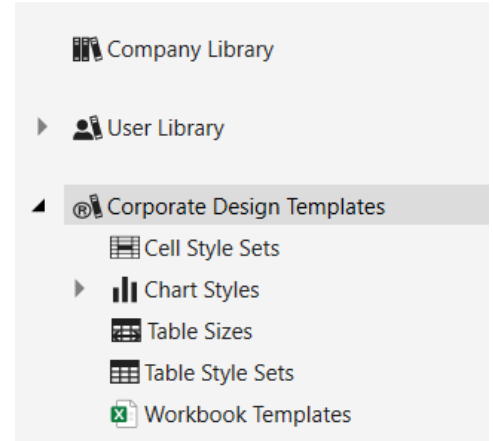 Company Library
User Library
Corporate Design Templates
Cell Style Sets
Chart Styles
Table Sizes
Table Style Sets
Workbook Templates